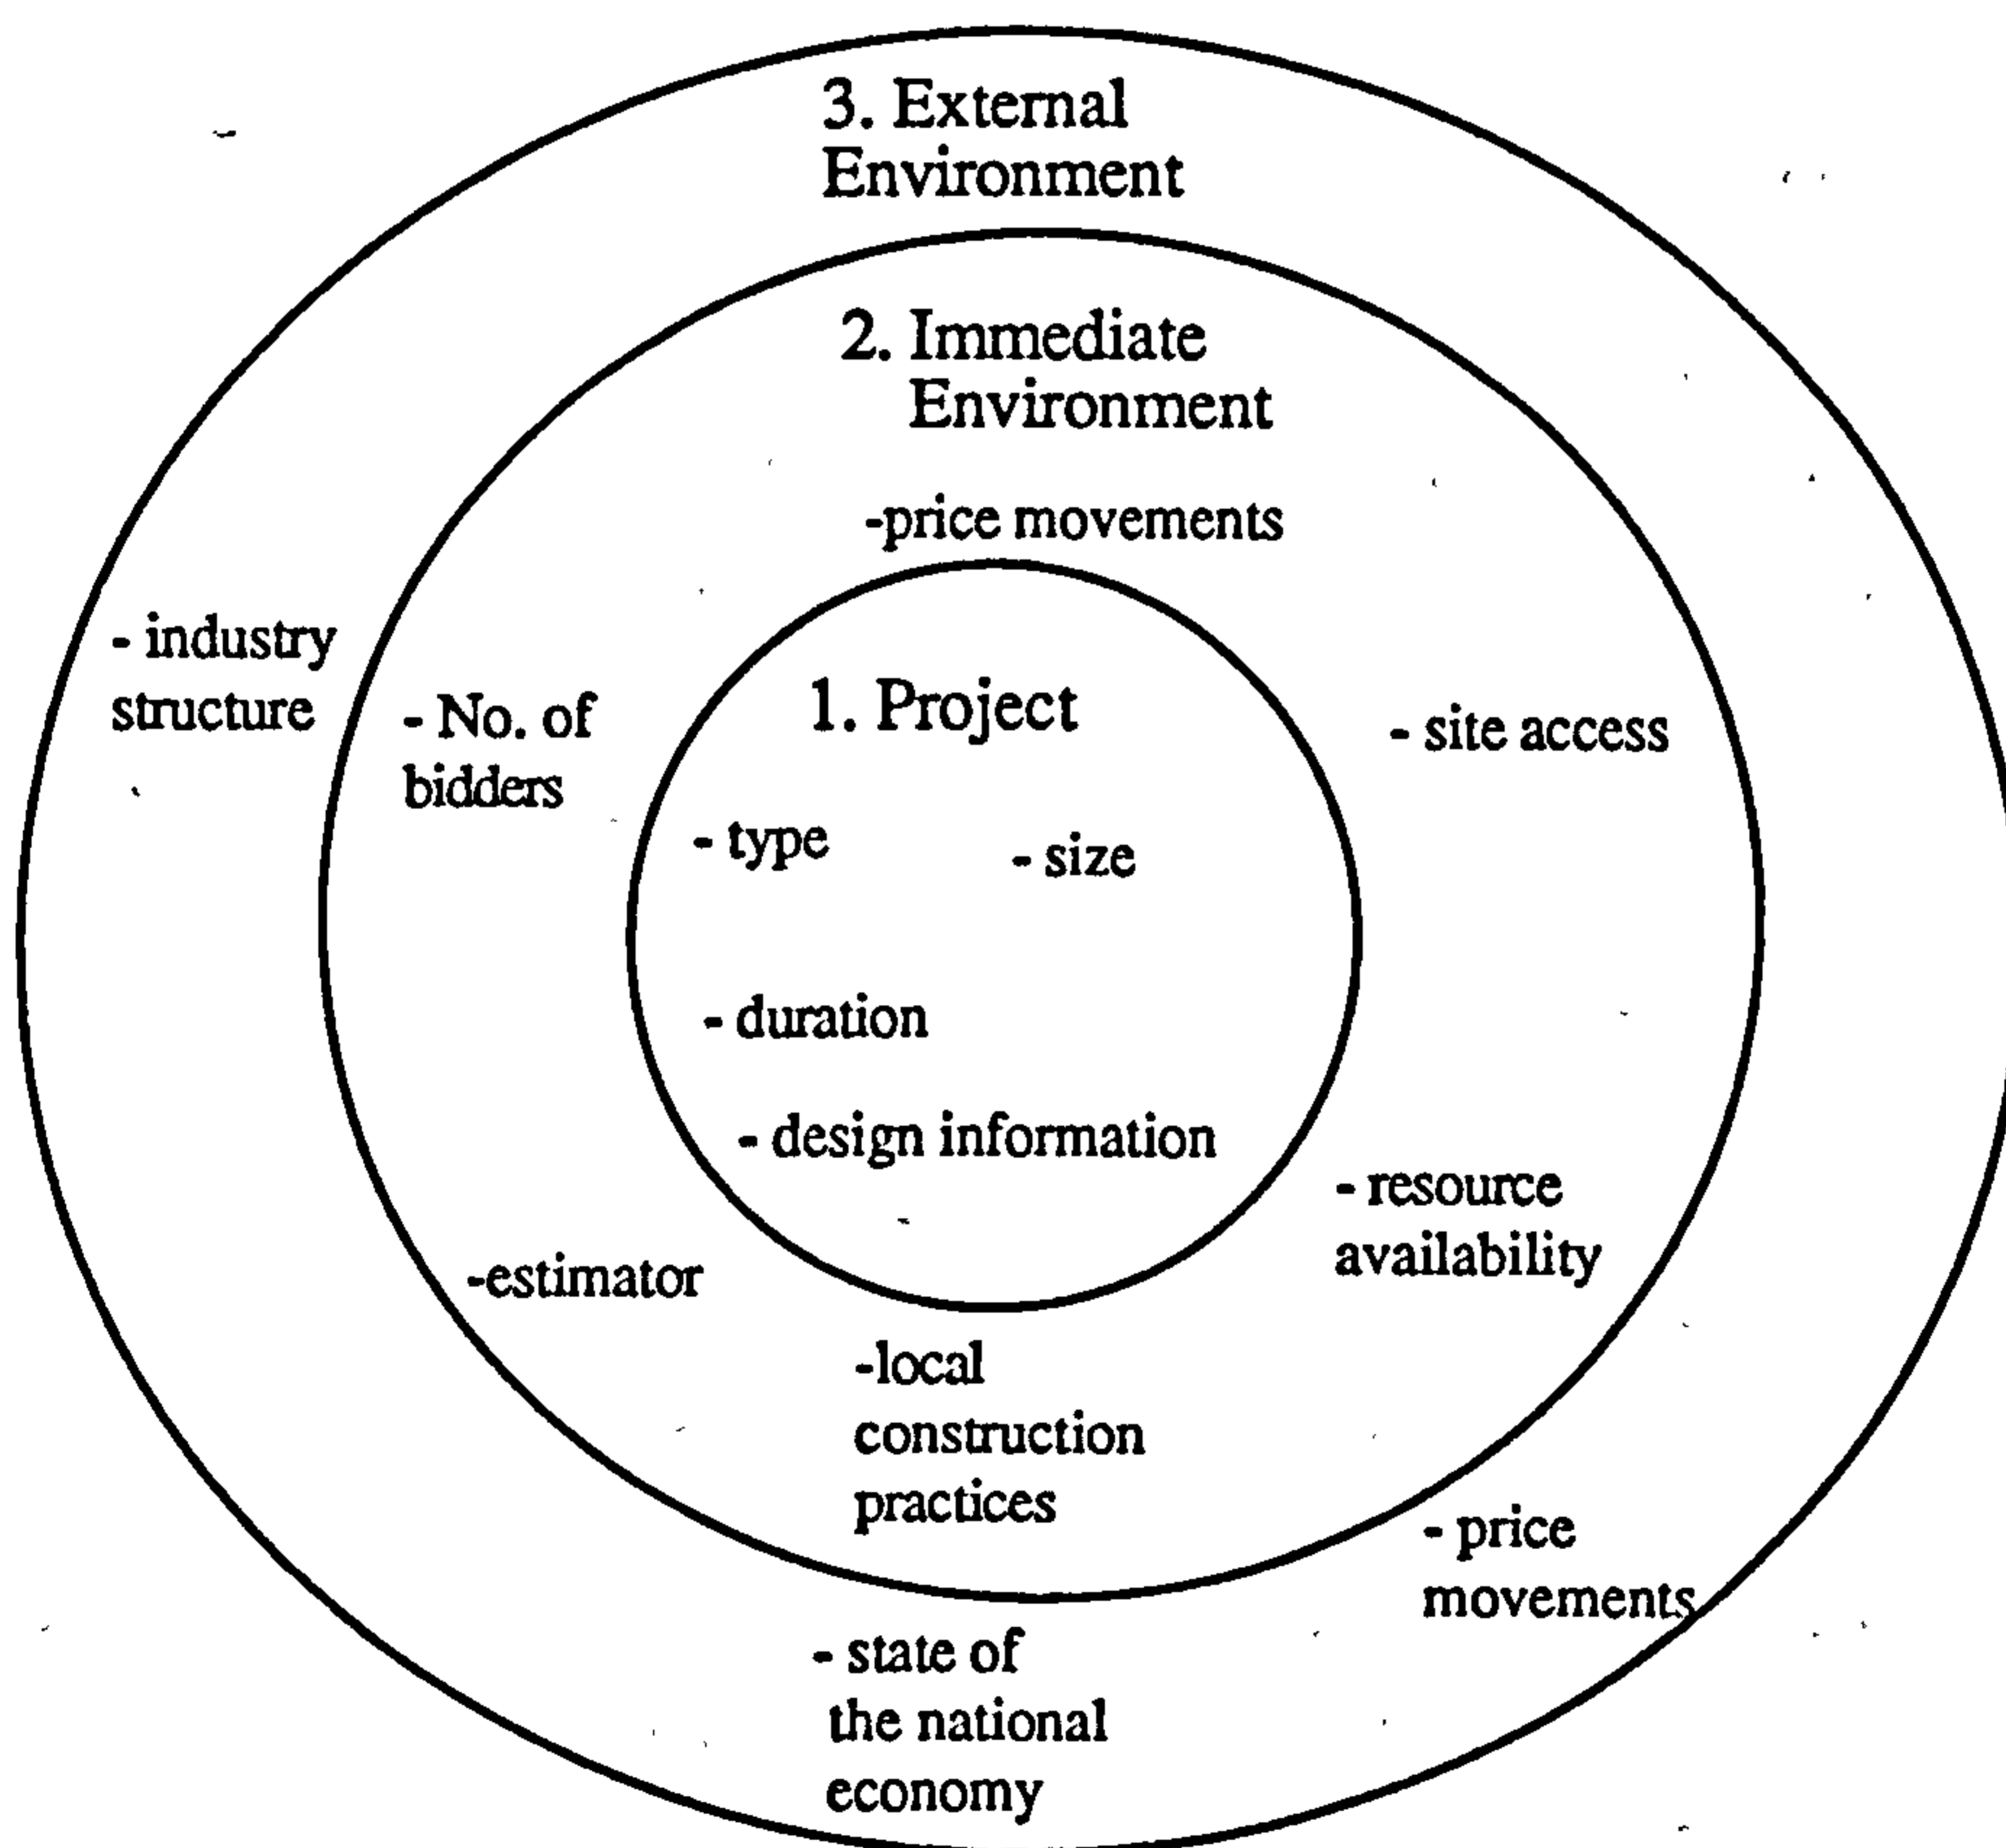 3. External
Environment
2. Immediate
Environment
-price movements
- industry
structure
- No. of
bidders
1. Project
- site access
- type
- size
- duration
- design information
- resource
availability
-estimator
-local
construction
practices
- price
movements
- state of
the national
economy